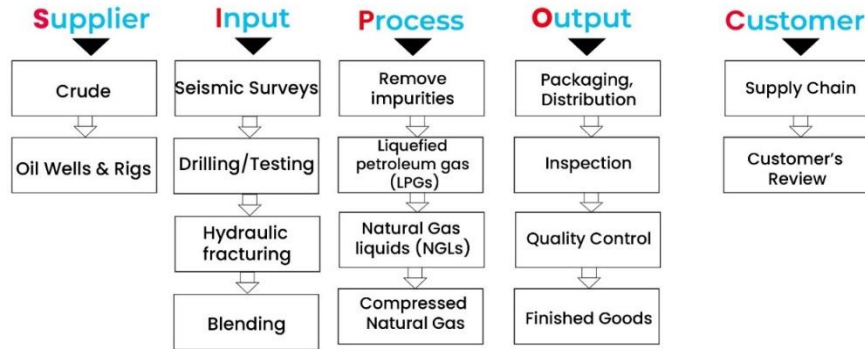 Supplier
Input
Process
Output
Customer
Crude
Oil Wells & Rigs
Seismic Surveys
Drilling/Testing
Hydraulic
fracturing
Blending
Remove
impurities
Liquefied
petroleum gas
(LPGs)
Natural Gas
liquids (NGLs)
Compressed
Natural Gas
Packaging,
Distribution
Inspection
Quality Control
Finished Goods
Supply Chain
Customer's
Review